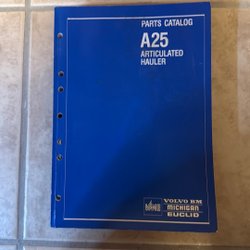 PARTS CATALOG
A25
ARTICULATED
HAULER
VOLVO BM
MICHIGAN
EUCLID